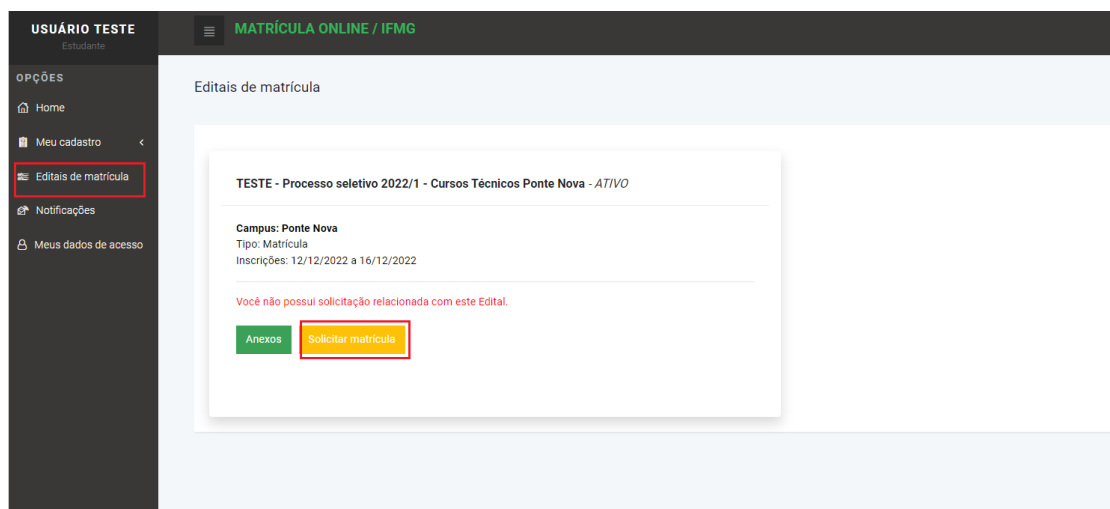 USUÁRIO TESTE
Estudante
MATRÍCULA ONLINE / IFMG
OPÇÕES
Home
Meu cadastro
Editais de matrícula
Notificações
Meus dados de acesso
Editais de matrícula
TESTE - Processo seletivo 2022/1 - Cursos Técnicos Ponte Nova - ATIVO
Campus: Ponte Nova
Tipo: Matrícula
Inscrições: 12/12/2022 a 16/12/2022
Você não possui solicitação relacionada com este Edital.
Anexos
Solicitar matrícula